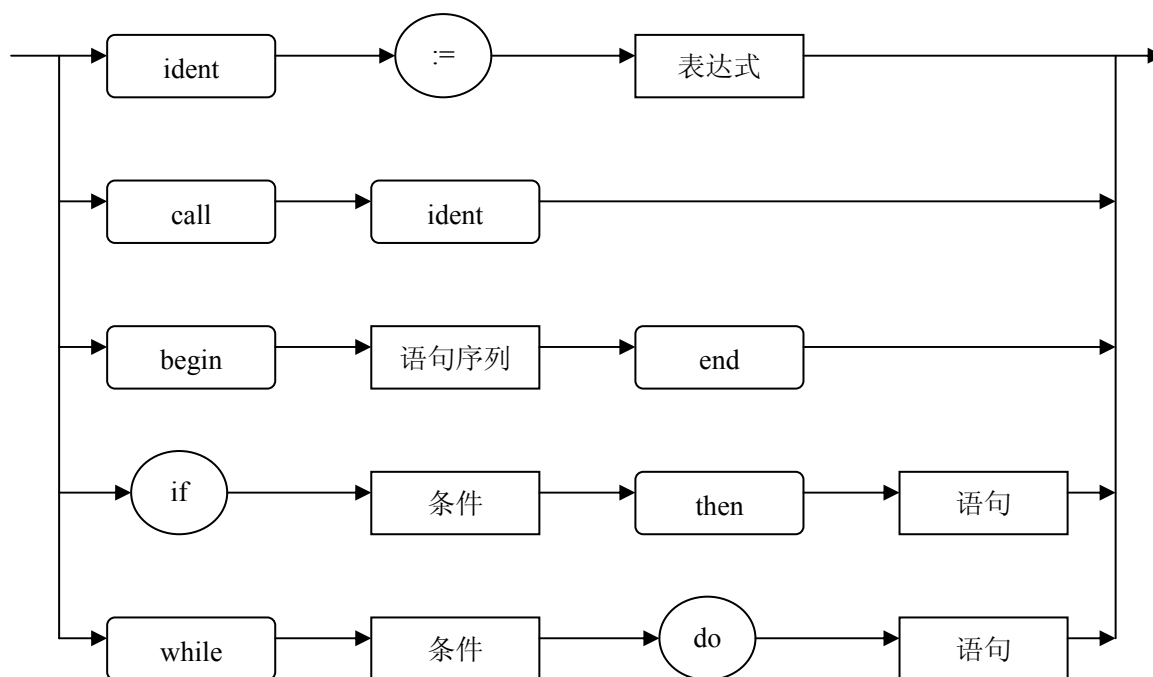 ident := 表达式
call ident
begin 语句序列 end
if 条件 then 语句
while 条件 do 语句